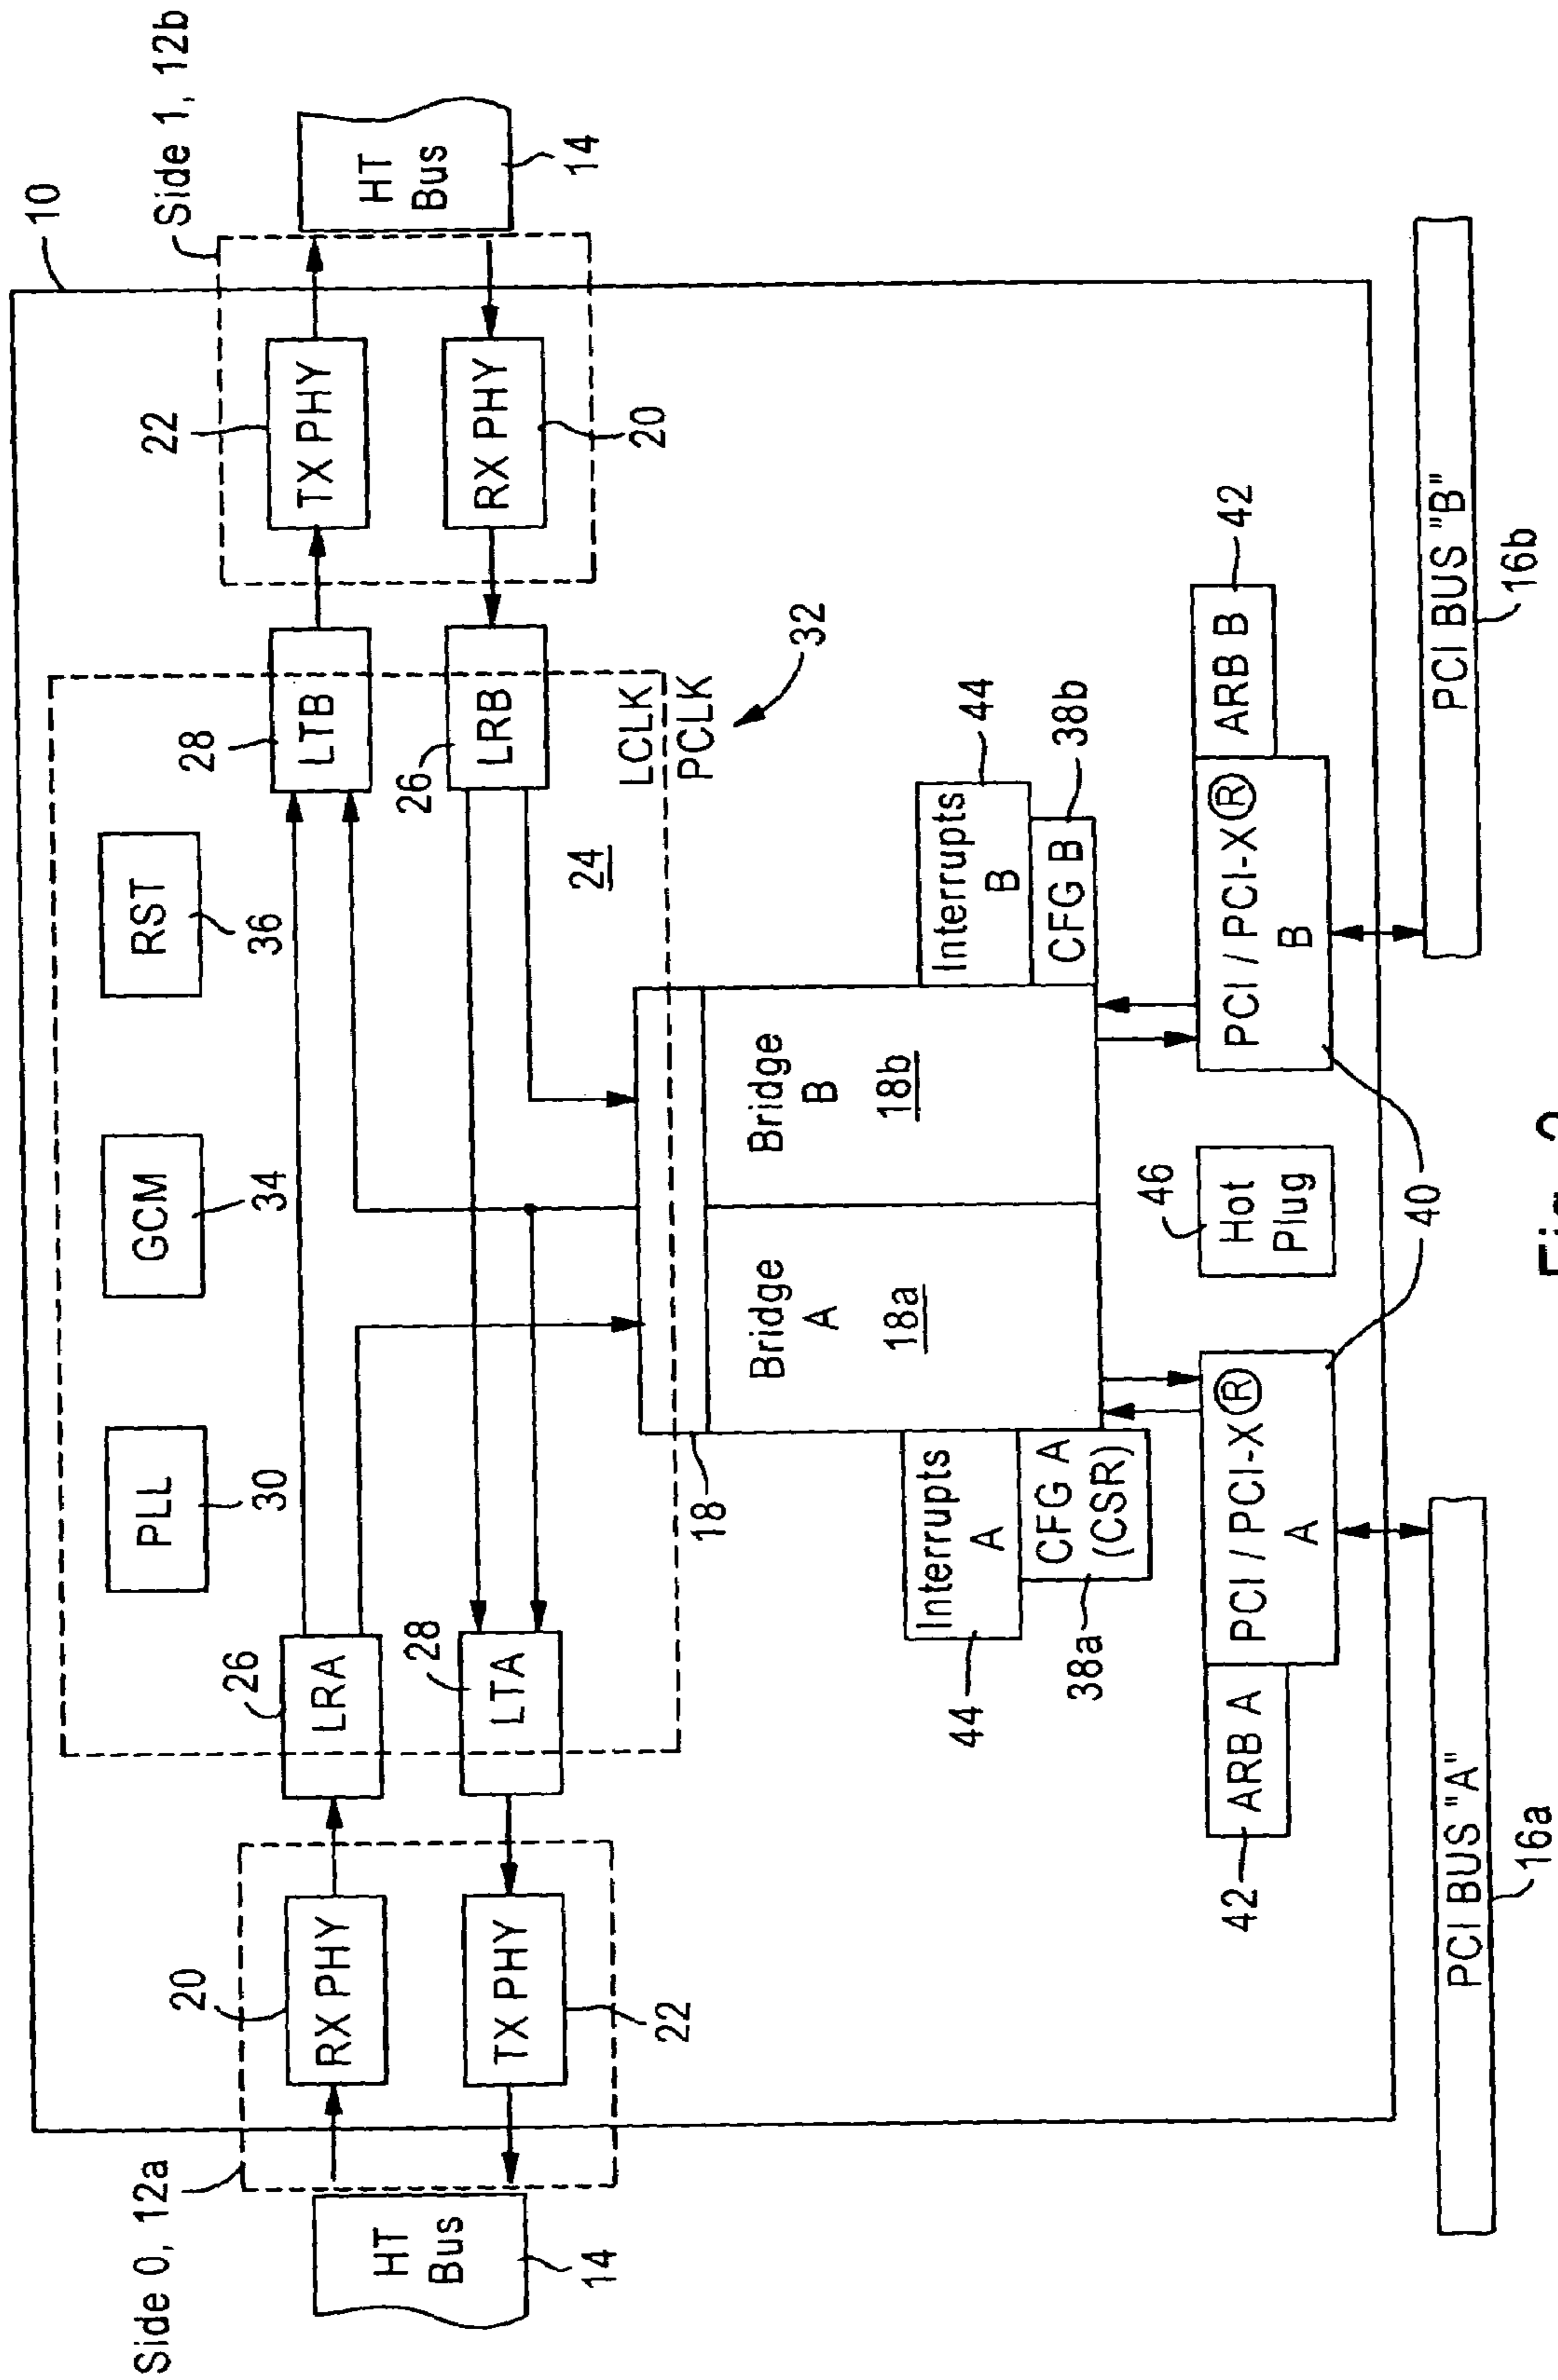 10
Side 0, 12a
Side 1, 12b
HT
Bus
14
HT
Bus
14
20
RX PHY
TX PHY
22
22
TX PHY
RX PHY
20
26
LRA
28
LTA
28
LTB
26
LRB
PLL
30
GCM
34
RST
36
24
LCLK
PCLK
32
18
Bridge
A
18a
Bridge
B
18b
Interrupts
A
44
CFG A
(CSR)
38a
Interrupts
B
44
CFG B
38b
ARB A
42
PCI / PCI-X®
A
46
Hot
Plug
40
PCI / PCI-X®
B
ARB B
42
PCI BUS "A"
16a
PCI BUS "B"
16b